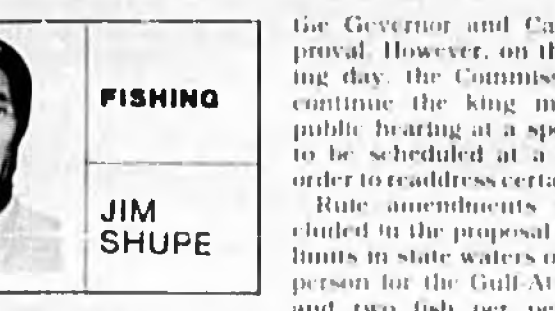 FISHING
JIM
SHUPE
the Governor and Ca
proval. However, on th
ing day, the Commiss
continue the king m
public hearing at a spe
to be scheduled at a
order to readdress certa
Rule amendments
cluded in the proposal
limits in state waters o
person for the Gulf-At
and two fish per pe